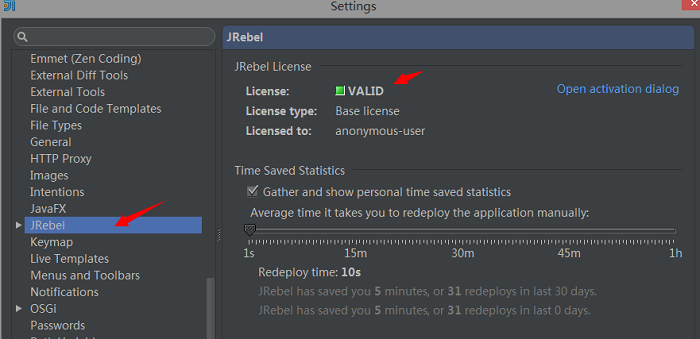 Settings
Emmet (Zen Coding)
External Diff Tools
External Tools
File and Code Templates
File Types
General
HTTP Proxy
Images
Intentions
JavaFX
JRebel
Keymap
Live Templates
Menus and Toolbars
Notifications
OSGi
Passwords
JRebel
JRebel License
License: VALID Open activation dialog
License type: Base license
Licensed to: anonymous-user
Time Saved Statistics
Gather and show personal time saved statistics
Average time it takes you to redeploy the application manually:
1s 15m 30m 45m 1h
Redeploy time: 10s
JRebel has saved you 5 minutes, or 31 redeploys in last 30 days.
JRebel has saved you 5 minutes, or 31 redeploys in last 0 days.